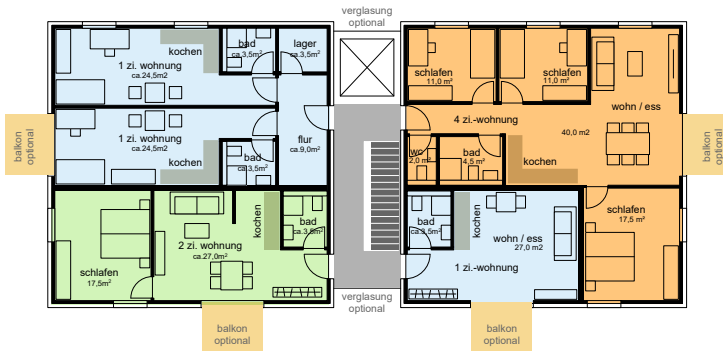 verglasung
optional
kochen
bad
ca.3,5m²
lager
ca.3,5m²
1 zi. wohnung
ca.24,5m2
1 zi. wohnung
ca.24,5m2
kochen
bad
ca.3,5m²
flur
ca.9,0m²
balkon
optional
schlafen
17,5m²
2 zi. wohnung
ca.27,0m²
kochen
bad
ca.3,5m²
balkon
optional
verglasung
optional
schlafen
11,0 m²
schlafen
11,0 m²
wohn / ess
40,0 m2
4 zi.-wohnung
wc
2,0 m²
bad
4,5 m²
kochen
balkon
optional
bad
ca.3,5m²
kochen
wohn / ess
27,0 m2
1 zi.-wohnung
schlafen
17,5 m²
balkon
optional